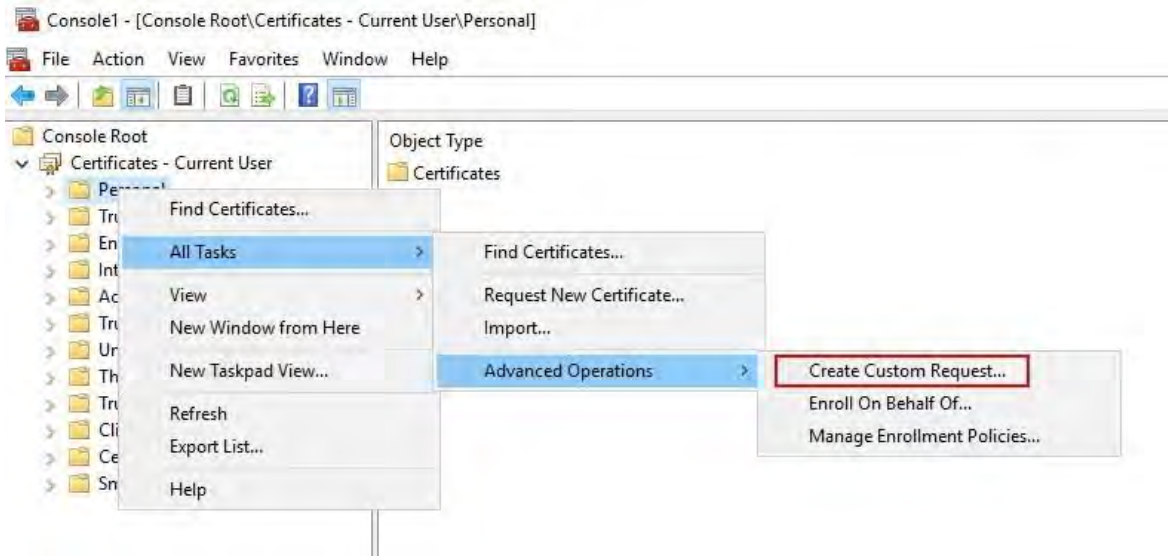 Console1 - [Console Root\Certificates - Current User\Personal]
File Action View Favorites Window Help
Console Root
Certificates - Current User
Object Type
Certificates
Find Certificates...
All Tasks
View
New Window from Here
New Taskpad View...
Refresh
Export List...
Help
Find Certificates...
Request New Certificate...
Import...
Advanced Operations
Create Custom Request...
Enroll On Behalf Of...
Manage Enrollment Policies...